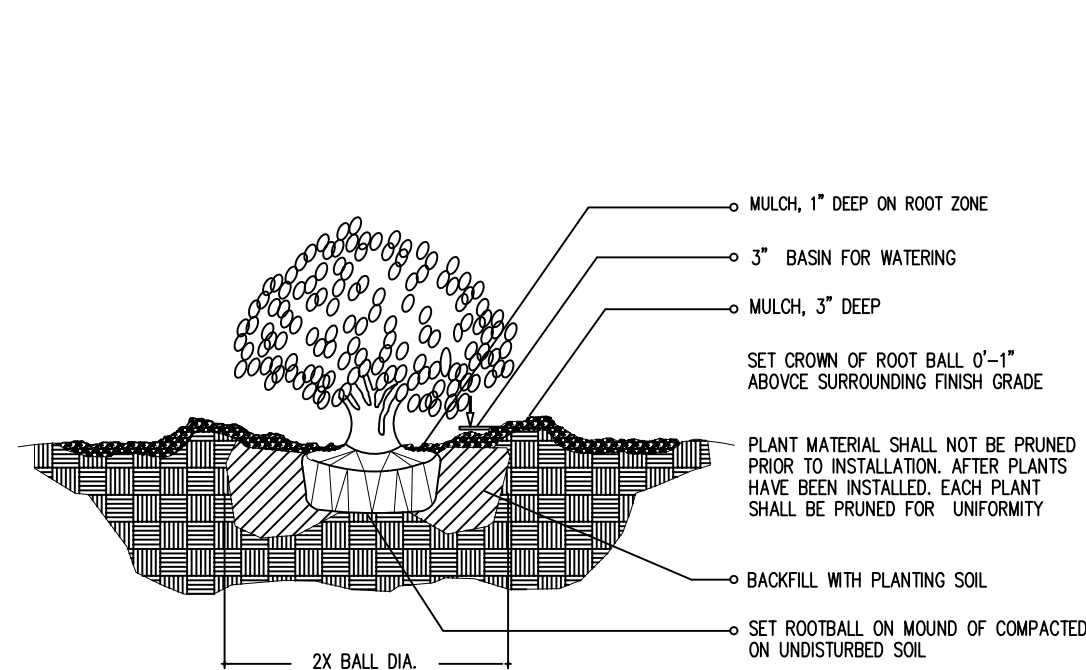 MULCH, 1" DEEP ON ROOT ZONE
3" BASIN FOR WATERING
MULCH, 3" DEEP
SET CROWN OF ROOT BALL 0'-1"
ABOVCE SURROUNDING FINISH GRADE
PLANT MATERIAL SHALL NOT BE PRUNED
PRIOR TO INSTALLATION. AFTER PLANTS
HAVE BEEN INSTALLED. EACH PLANT
SHALL BE PRUNED FOR UNIFORMITY
BACKFILL WITH PLANTING SOIL
SET ROOTBALL ON MOUND OF COMPACTED
ON UNDISTURBED SOIL
2X BALL DIA.